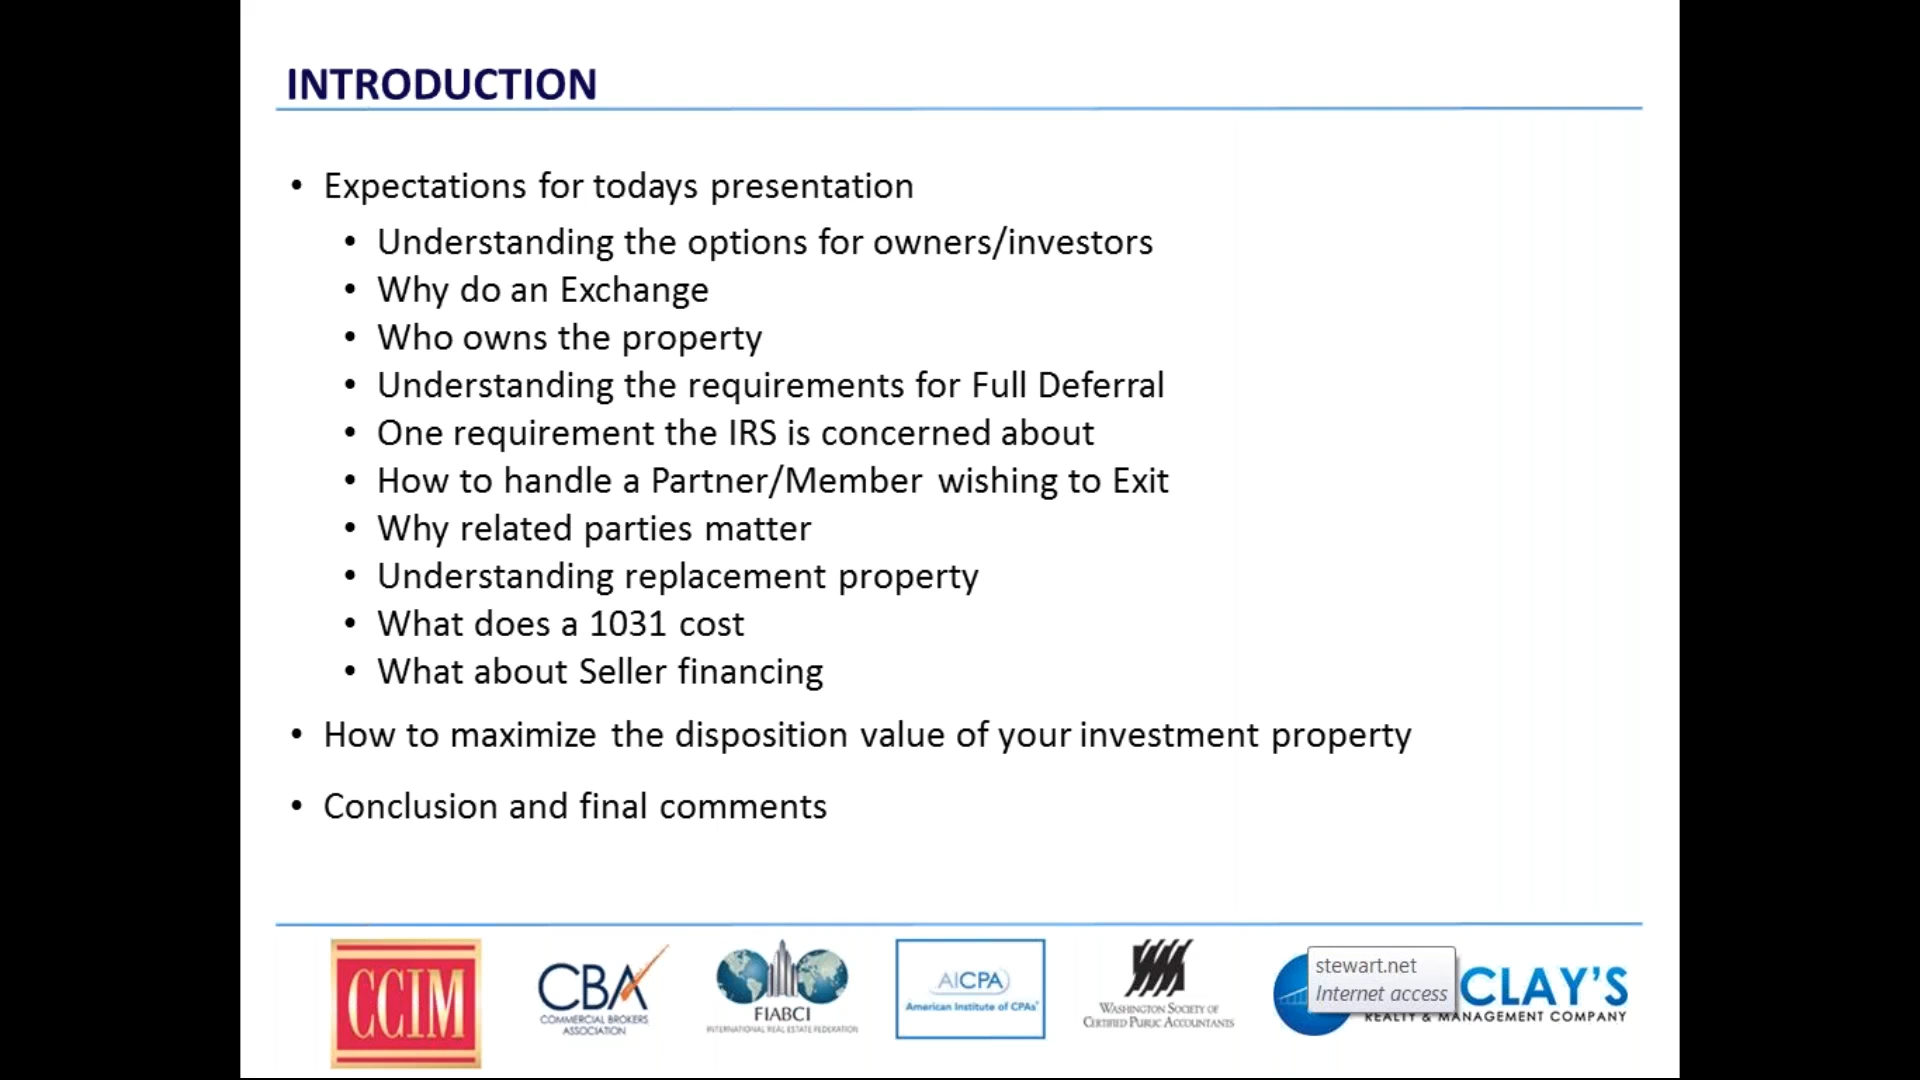 INTRODUCTION
• Expectations for todays presentation
• Understanding the options for owners/investors
• Why do an Exchange
• Who owns the property
• Understanding the requirements for Full Deferral
• One requirement the IRS is concerned about
• How to handle a Partner/Member wishing to Exit
• Why related parties matter
• Understanding replacement property
• What does a 1031 cost
• What about Seller financing
• How to maximize the disposition value of your investment property
• Conclusion and final comments
CCIM
CBA
COMMERCIAL BROKERS
ASSOCIATION
FIABCI
INTERNATIONAL REAL ESTATE FEDERATION
AICPA
American Institute of CPAs®
WASHINGTON SOCIETY OF
CERTIFIED PUBLIC ACCOUNTANTS
stewart.net
Internet access
CLAY'S
REALTY & MANAGEMENT COMPANY